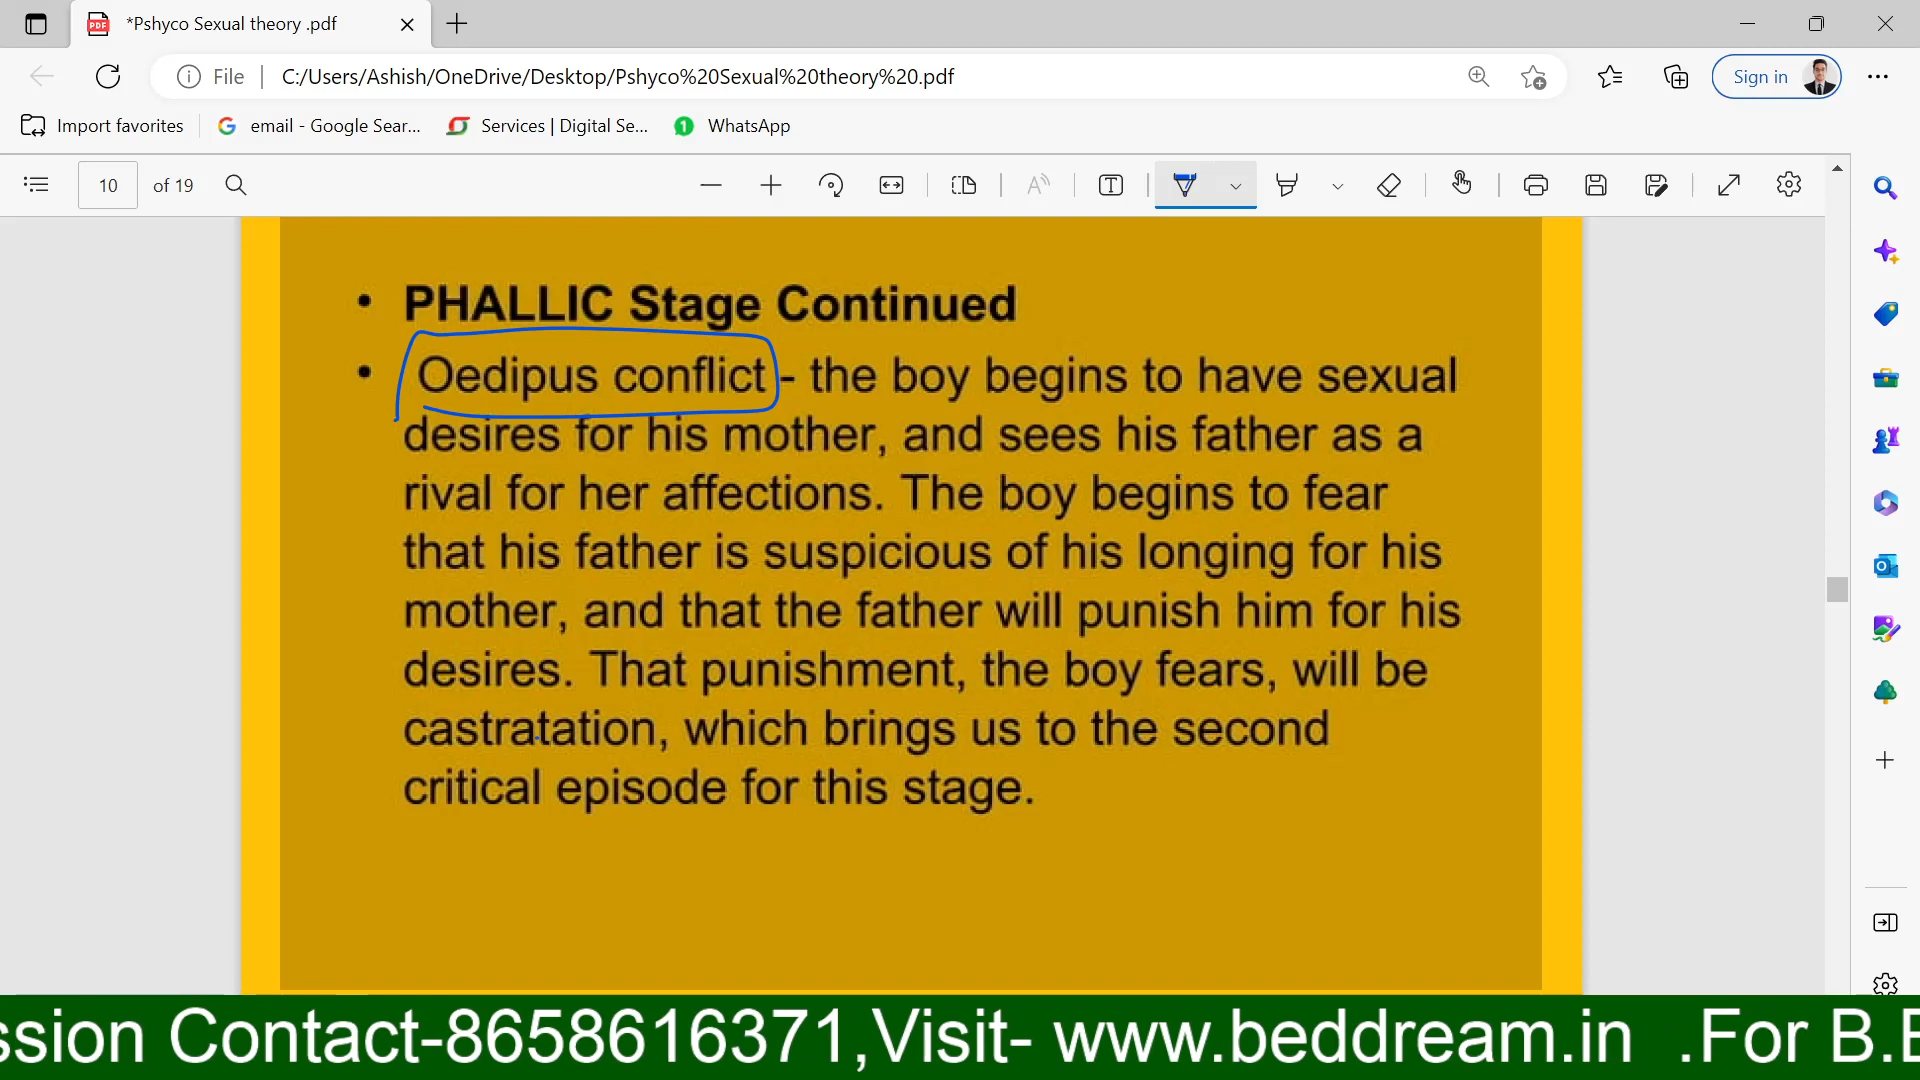 *Pshyco Sexual theory .pdf
File
C:/Users/Ashish/OneDrive/Desktop/Pshyco%20Sexual%20theory%20.pdf
Sign in
Import favorites
email - Google Sear...
Services | Digital Se...
WhatsApp
10
of 19
• PHALLIC Stage Continued
• Oedipus conflict - the boy begins to have sexual
desires for his mother, and sees his father as a
rival for her affections. The boy begins to fear
that his father is suspicious of his longing for his
mother, and that the father will punish him for his
desires. That punishment, the boy fears, will be
castratation, which brings us to the second
critical episode for this stage.
ssion Contact-8658616371,Visit- www.beddream.in .For B.E